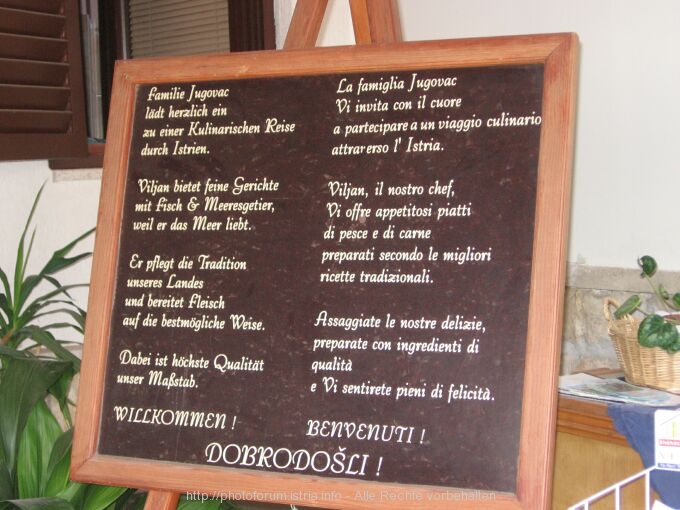 Familie Jugovac
lädt herzlich ein
zu einer Kulinarischen Reise
durch Istrien.
Viljan bietet feine Gerichte
mit Fisch & Meeresgetier,
weil er das Meer liebt.
Er pflegt die Tradition
unseres Landes
und bereitet Fleisch
auf die bestmögliche Weise.
Dabei ist höchste Qualität
unser Maßstab.
WILLKOMMEN !
La famiglia Jugovac
Vi invita con il cuore
a partecipare a un viaggio culinario
attraverso l' Istria.
Viljan, il nostro chef,
Vi offre appetitosi piatti
di pesce e di carne
preparati secondo le migliori
ricette tradizionali.
Assaggiate le nostre delizie,
preparate con ingredienti di
qualità
e Vi sentirete pieni di felicità.
BENVENUTI !
DOBRODOŠLI !
http://photoforum.istria.info - Alle Rechte vorbehalten